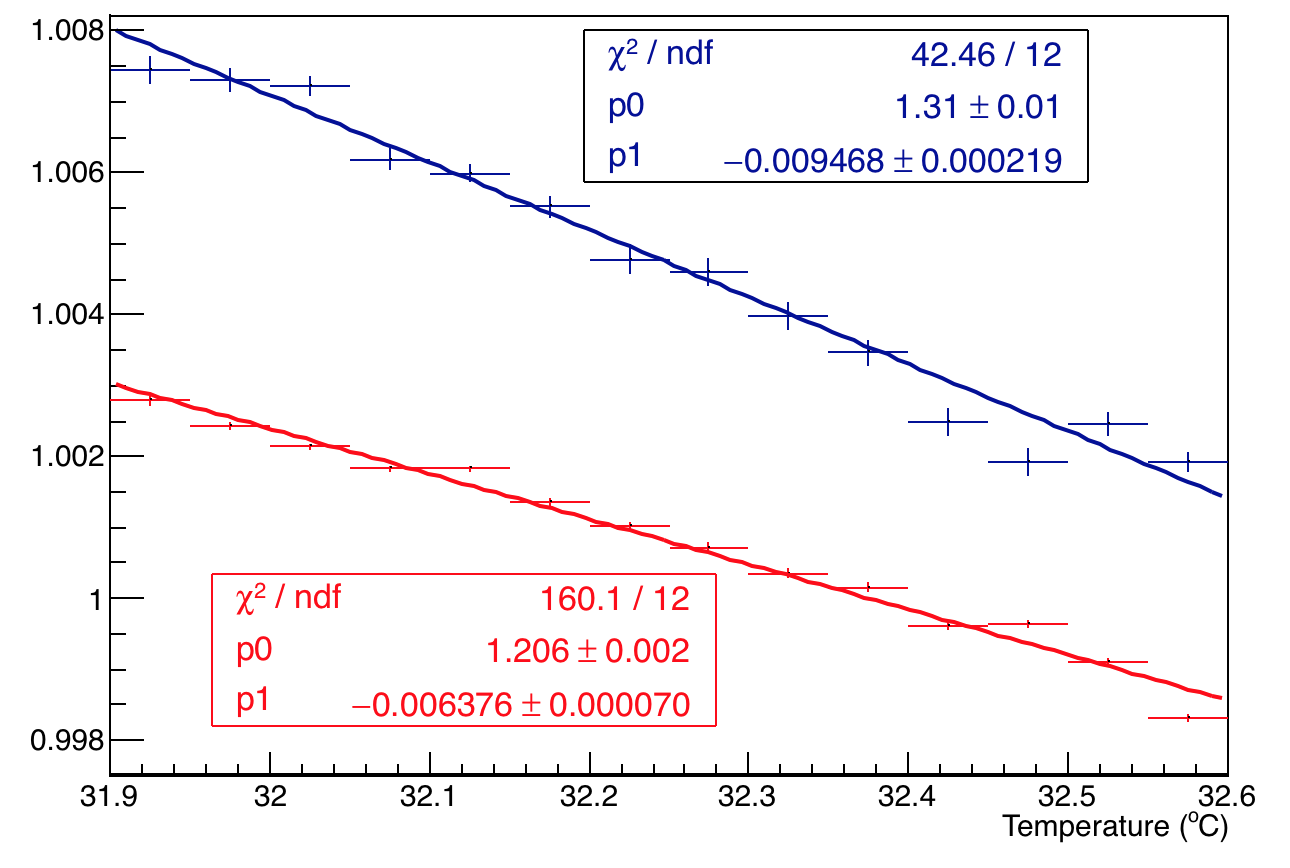 1.008
1.006
1.004
1.002
1
0.998
χ² / ndf 42.46 / 12
p0 1.31 ± 0.01
p1 −0.009468 ± 0.000219
χ² / ndf 160.1 / 12
p0 1.206 ± 0.002
p1 −0.006376 ± 0.000070
31.9 32 32.1 32.2 32.3 32.4 32.5 32.6
Temperature (°C)